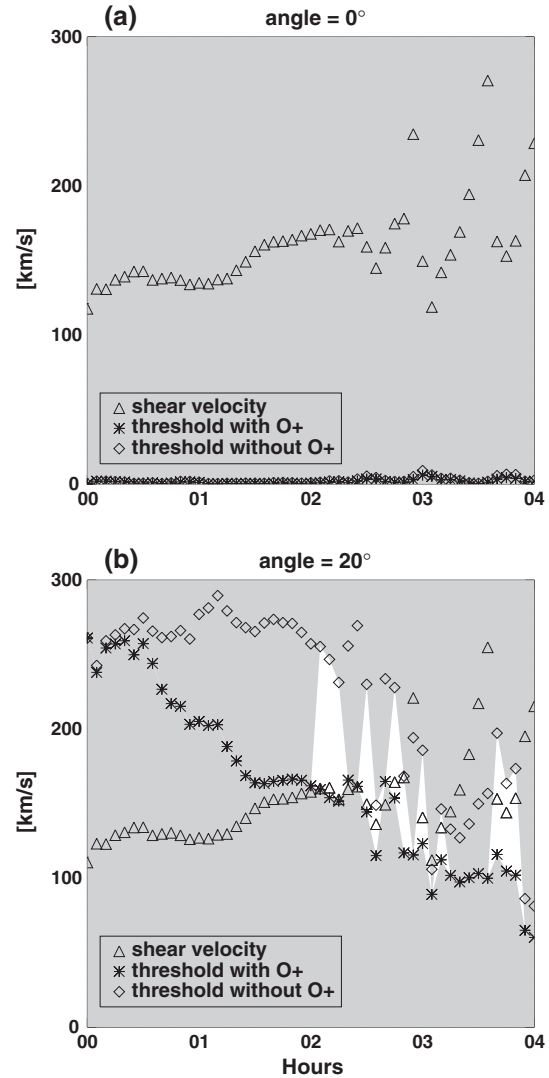 (a) angle = 0°
300
200
100
0
[km/s]
△ shear velocity
✳ threshold with O+
◇ threshold without O+
00 01 02 03 04
(b) angle = 20°
300
200
100
0
[km/s]
△ shear velocity
✳ threshold with O+
◇ threshold without O+
00 01 02 03 04
Hours